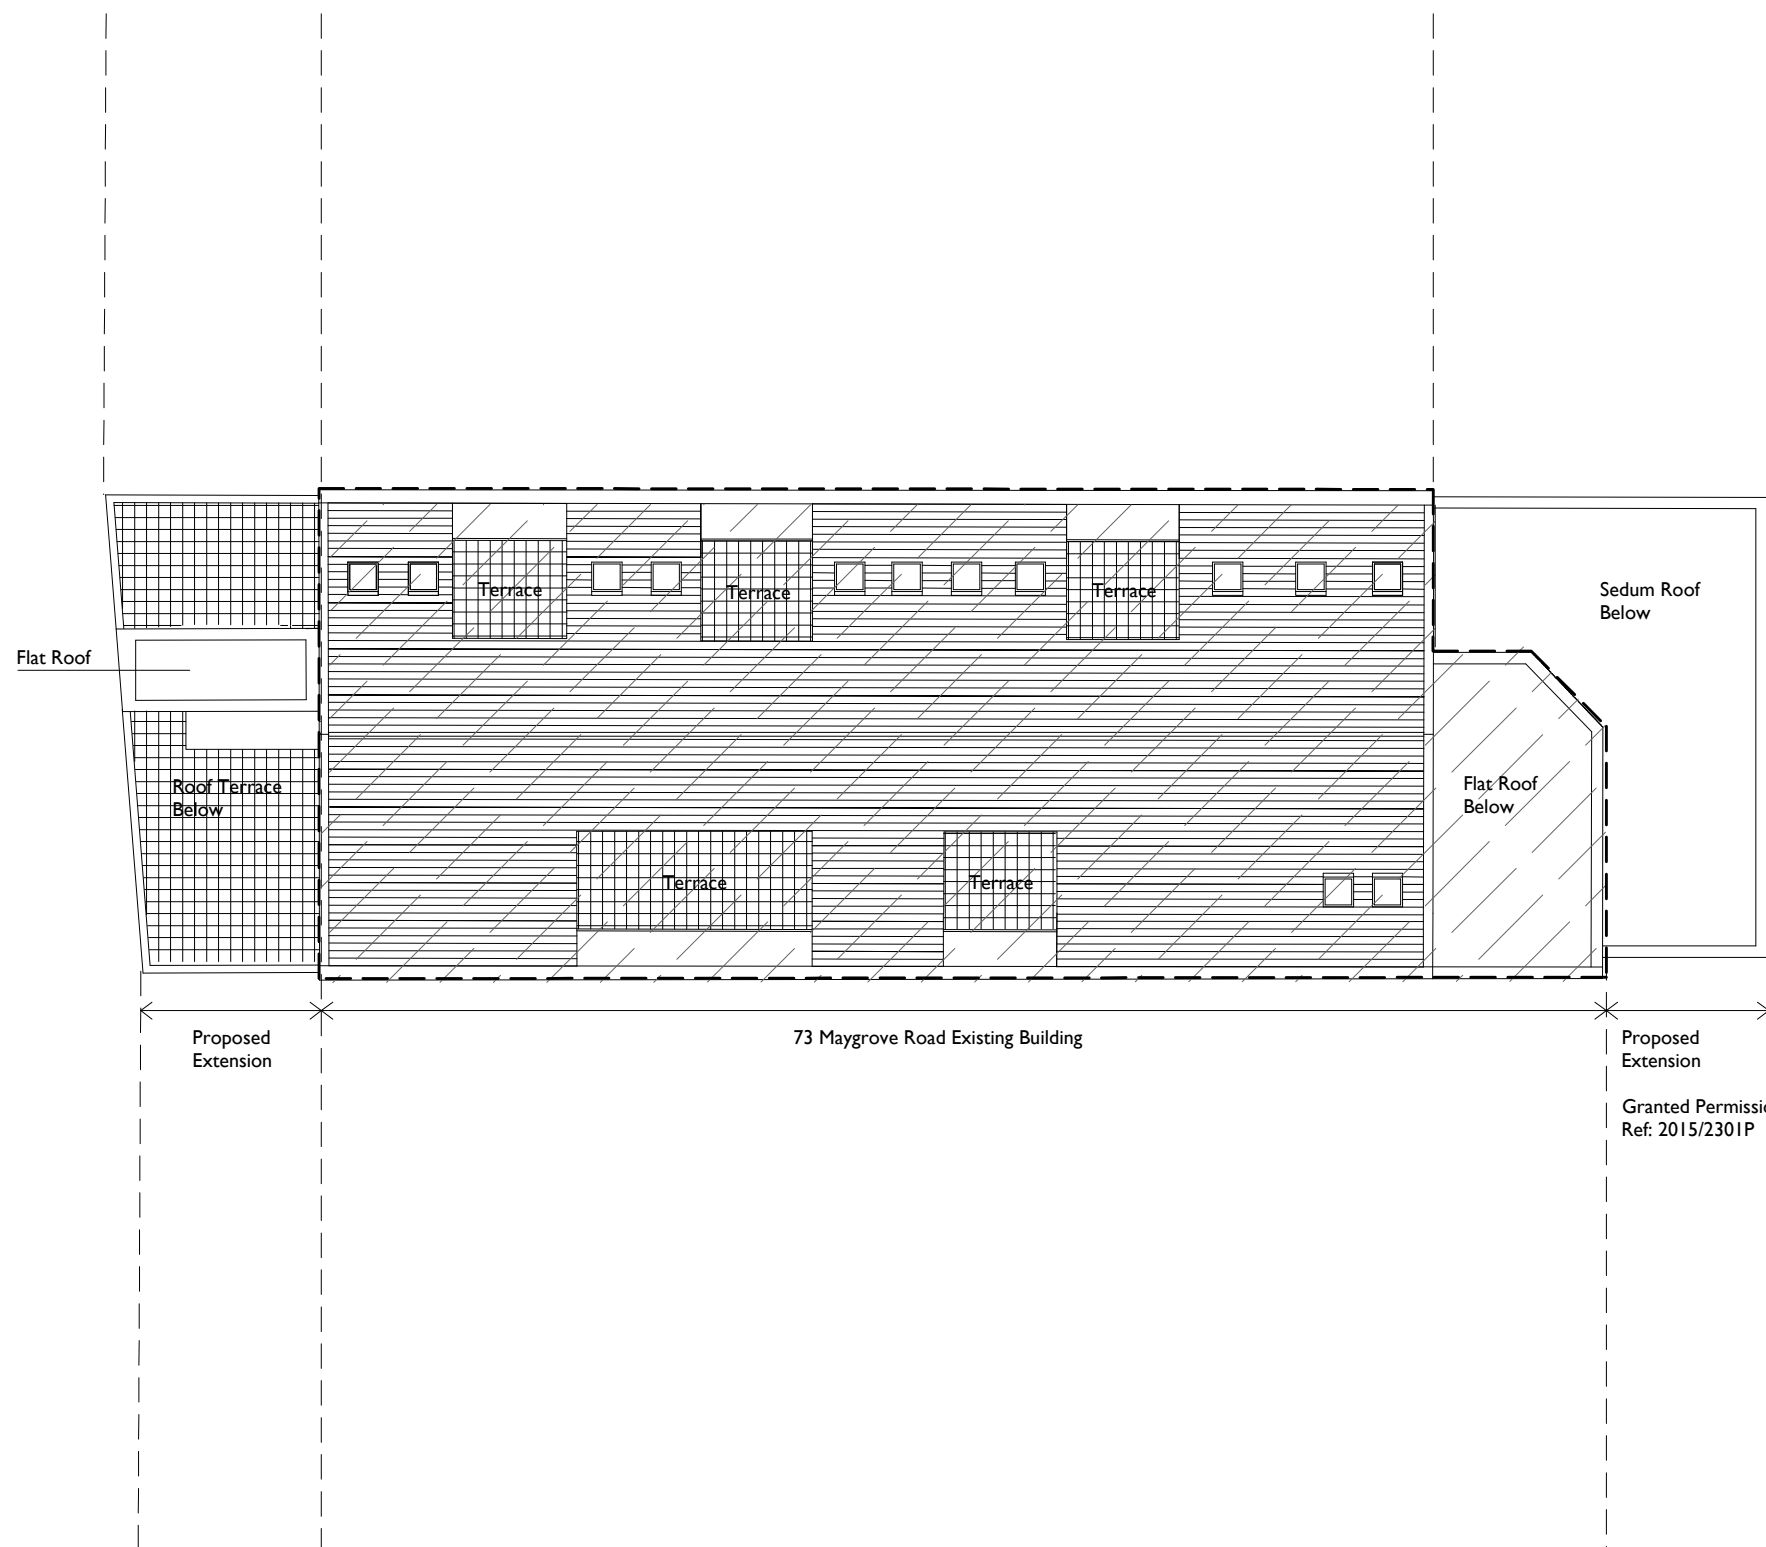 Terrace
Terrace
Terrace
Sedum Roof
Below
Flat Roof
Roof Terrace
Below
Flat Roof
Below
Terrace
Terrace
Proposed
Extension
73 Maygrove Road Existing Building
Proposed
Extension
Granted
Ref: 2015/2301P